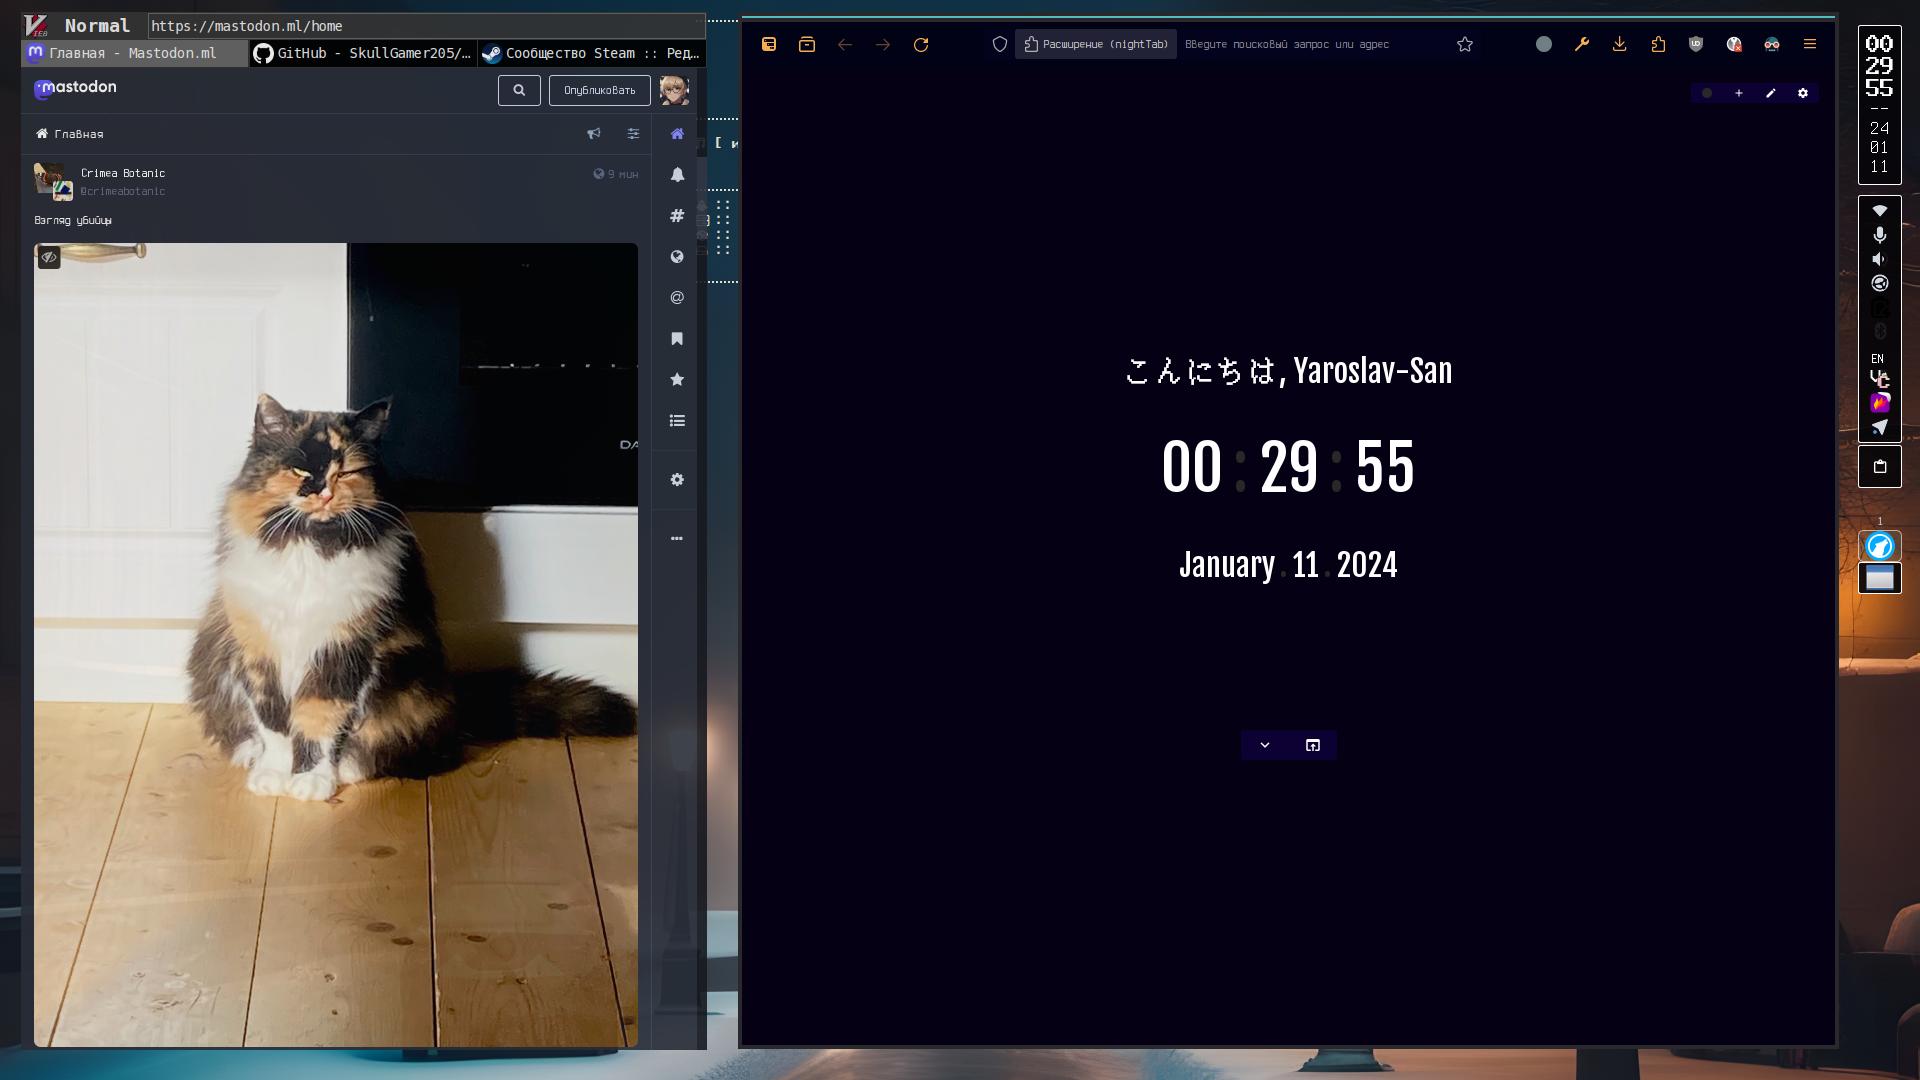 VIEB Normal https://mastodon.ml/home
Главная - Mastodon.ml GitHub - SkullGamer205/… Сообщество Steam :: Ред…
mastodon
Опубликовать
Главная
Crimea Botanic
9 мин
@crimeabotanic
Взгляд убийцы
DA
[ и
Расширение (nightTab) Введите поисковый запрос или адрес
こんにちは, Yaroslav-San
00 : 29 : 55
January . 11 . 2024
00
29
55
--
24
01
11
EN
1